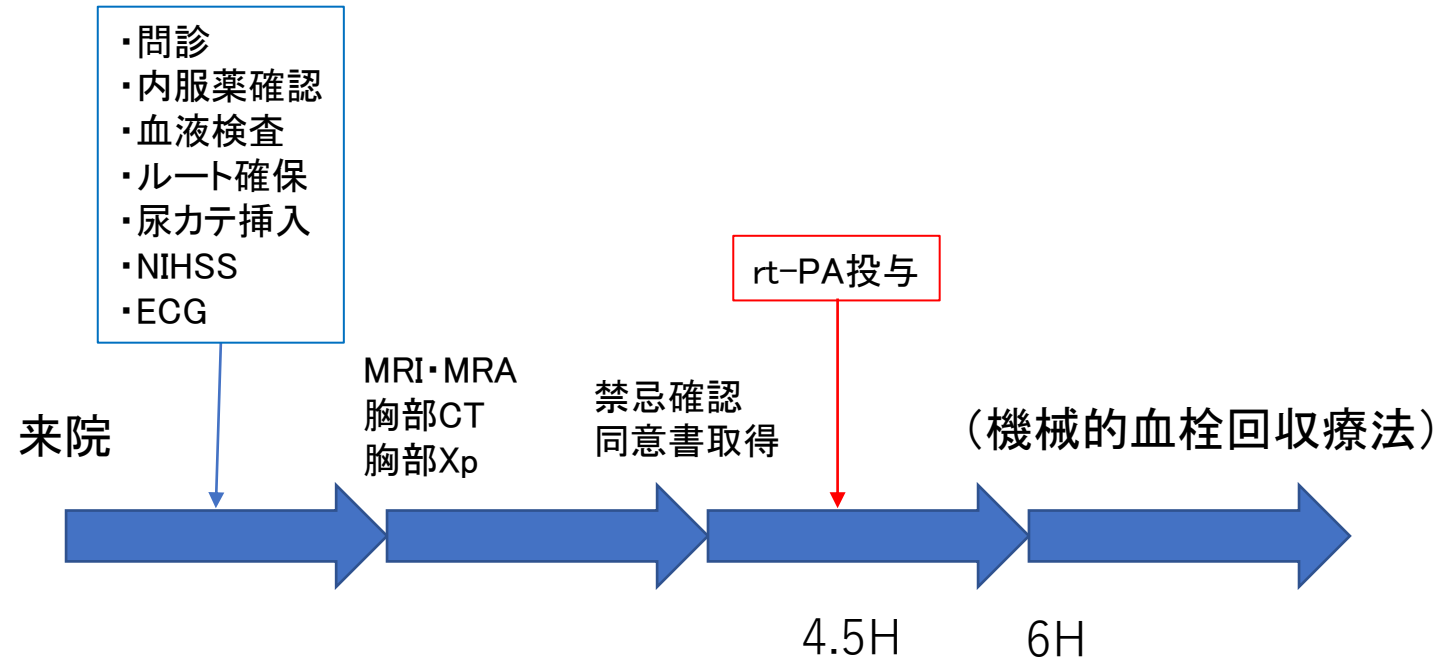 ・問診
・内服薬確認
・血液検査
・ルート確保
・尿カテ挿入
・NIHSS
・ECG
rt-PA投与
来院
MRI・MRA
胸部CT
胸部Xp
禁忌確認
同意書取得
（機械的血栓回収療法）
4.5H
6H